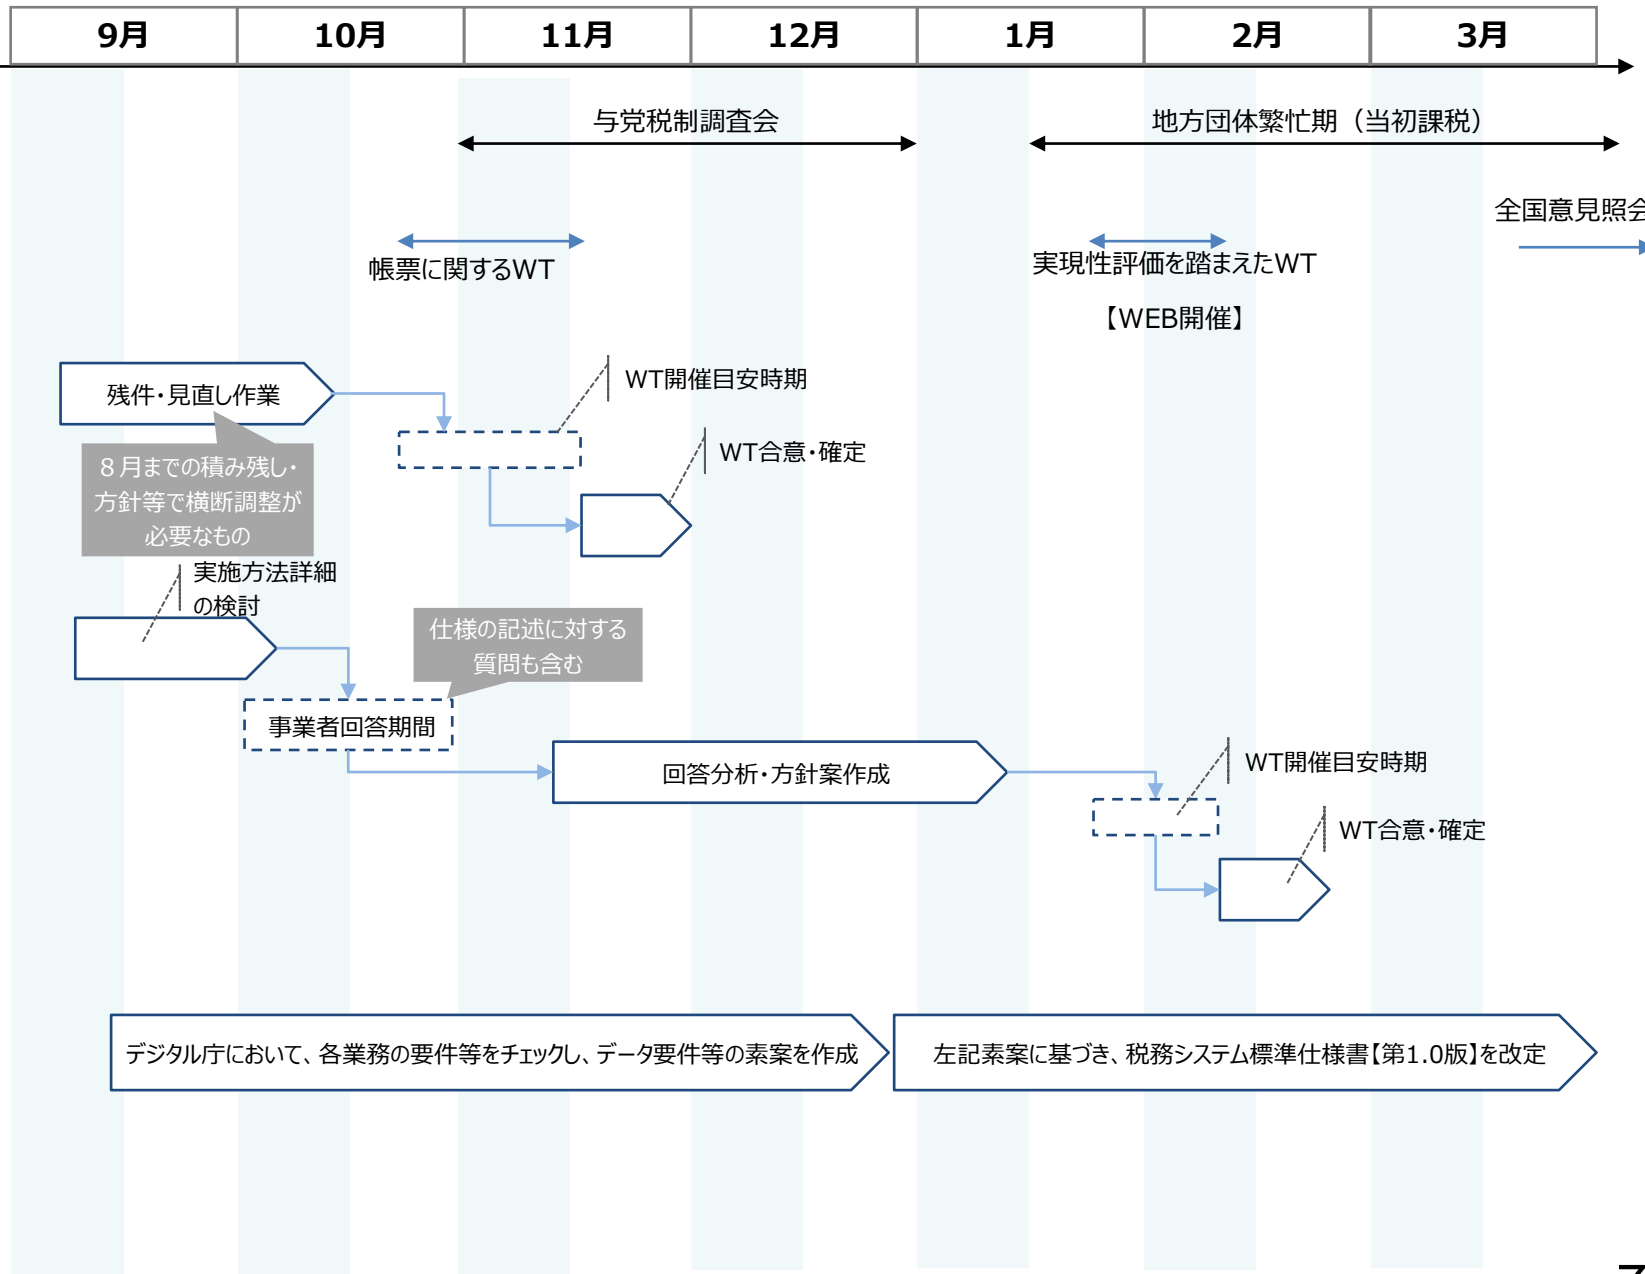 9月 10月 11月 12月 1月 2月 3月
与党税制調査会
地方団体繁忙期（当初課税）
全国意見照会
帳票に関するWT
実現性評価を踏まえたWT
【WEB開催】
残件・見直し作業
WT開催目安時期
WT合意・確定
８月までの積み残し・
方針等で横断調整が
必要なもの
実施方法詳細
の検討
仕様の記述に対する
質問も含む
事業者回答期間
回答分析・方針案作成
WT開催目安時期
WT合意・確定
デジタル庁において、各業務の要件等をチェックし、データ要件等の素案を作成
左記素案に基づき、税務システム標準仕様書【第1.0版】を改定